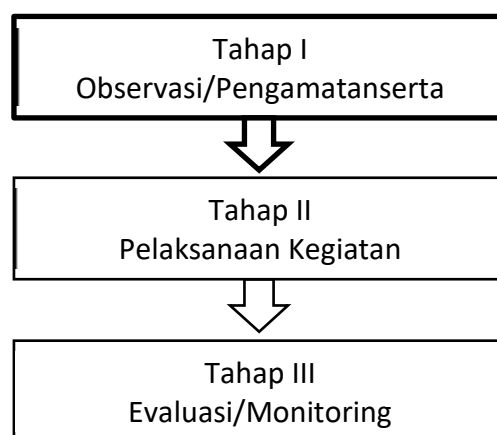 Tahap I
Observasi/Pengamatanserta
Tahap II
Pelaksanaan Kegiatan
Tahap III
Evaluasi/Monitoring